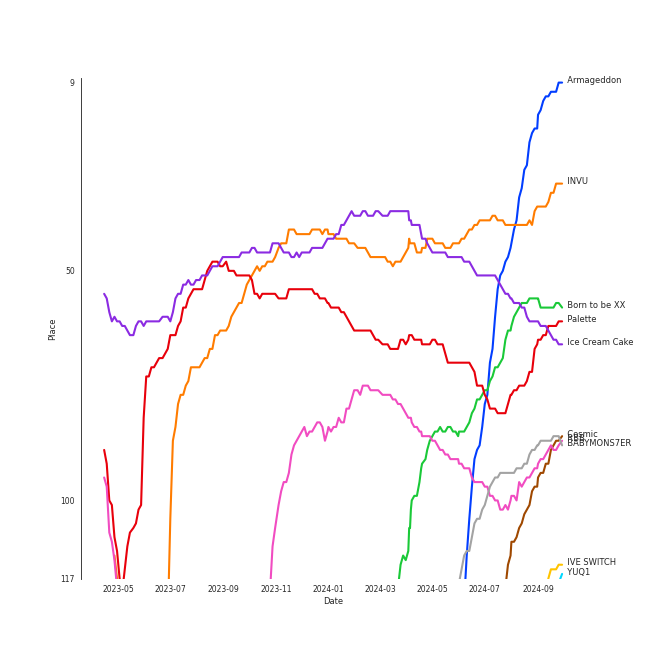 9
50
100
117
Place
Armageddon
INVU
Born to be XX
Palette
Ice Cream Cake
Cosmic
BABYMONS7ER
IVE SWITCH
YUQ1
2023-05
2023-07
2023-09
2023-11
2024-01
2024-03
2024-05
2024-07
2024-09
Date